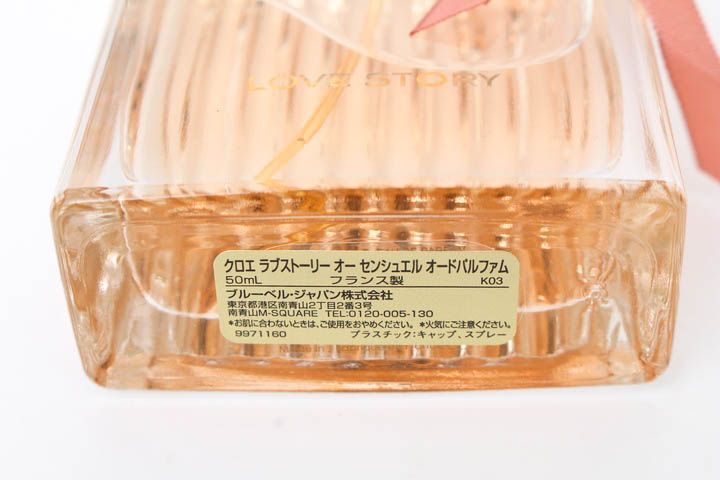 LOVE STORY
クロエ ラブストーリー オー センシュエル オードパルファム
50mL フランス製 K03
ブルーベル・ジャパン株式会社
東京都港区南青山2丁目2番3号
南青山M-SQUARE TEL:0120-005-130
*お肌に合わないときは、ご使用をおやめください。 *火気にご注意ください。
9971160 プラスチック:キャップ、スプレー